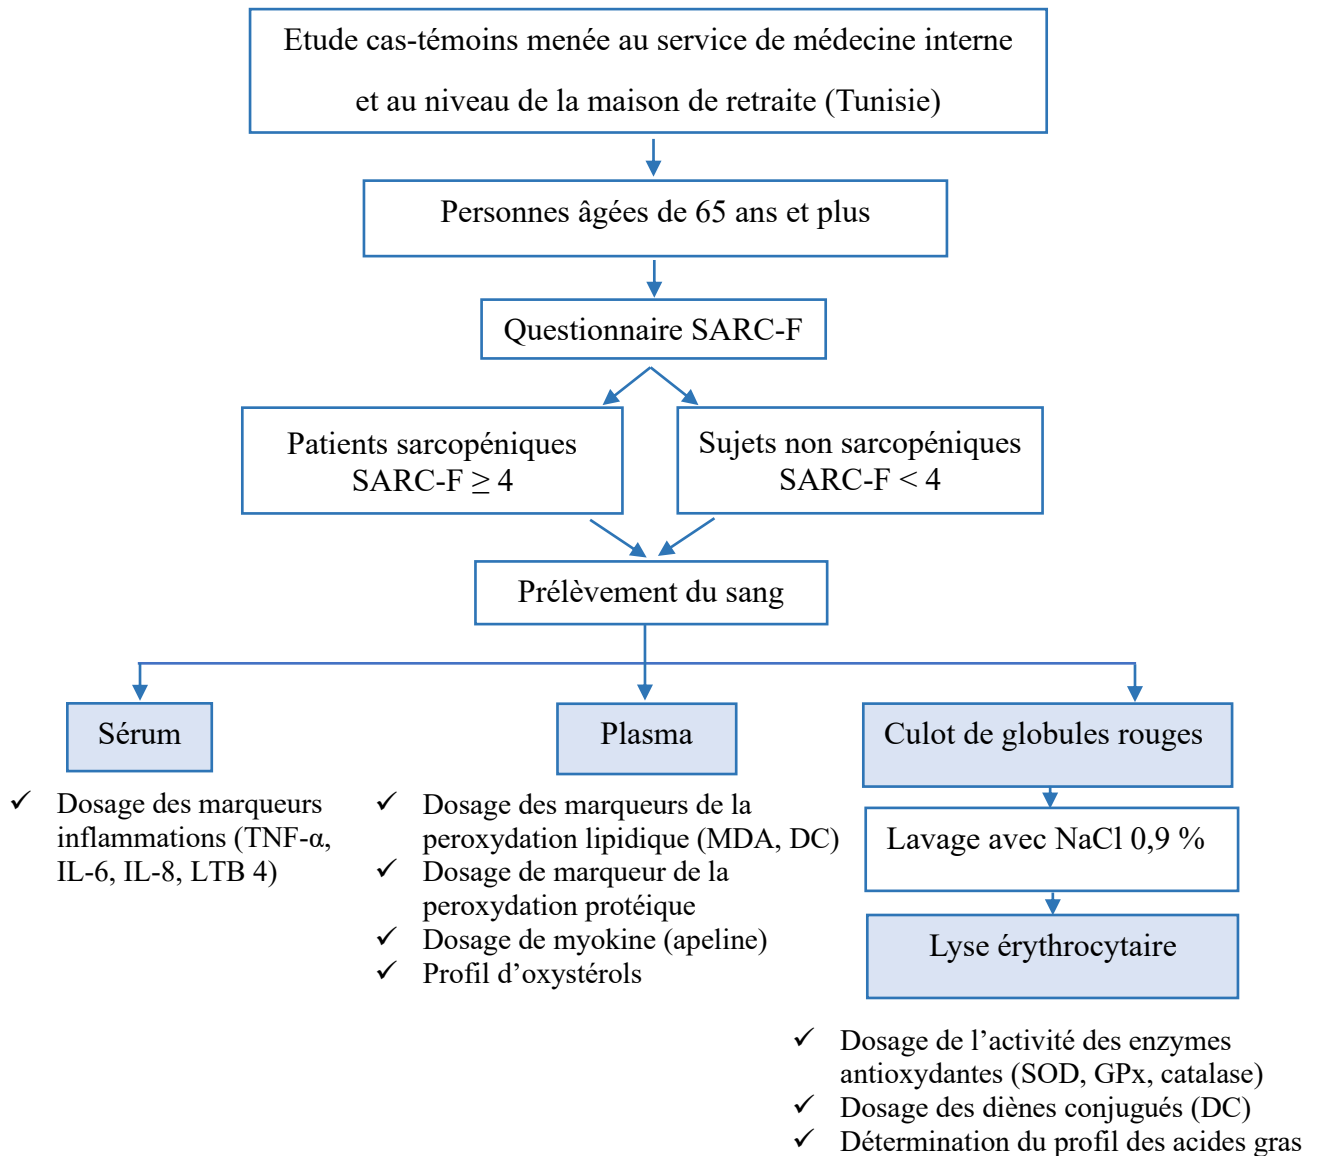 Etude cas-témoins menée au service de médecine interne
et au niveau de la maison de retraite (Tunisie)
Personnes âgées de 65 ans et plus
Questionnaire SARC-F
Patients sarcopéniques
SARC-F ≥ 4
Sujets non sarcopéniques
SARC-F < 4
Prélèvement du sang
Sérum
✓ Dosage des marqueurs
inflammations (TNF-α,
IL-6, IL-8, LTB 4)
Plasma
✓ Dosage des marqueurs de la
peroxydation lipidique (MDA, DC)
✓ Dosage de marqueur de la
peroxydation protéique
✓ Dosage de myokine (apeline)
✓ Profil d’oxystérols
Culot de globules rouges
Lavage avec NaCl 0,9 %
Lyse érythrocytaire
✓ Dosage de l’activité des enzymes
antioxydantes (SOD, GPx, catalase)
✓ Dosage des diènes conjugués (DC)
✓ Détermination du profil des acides gras